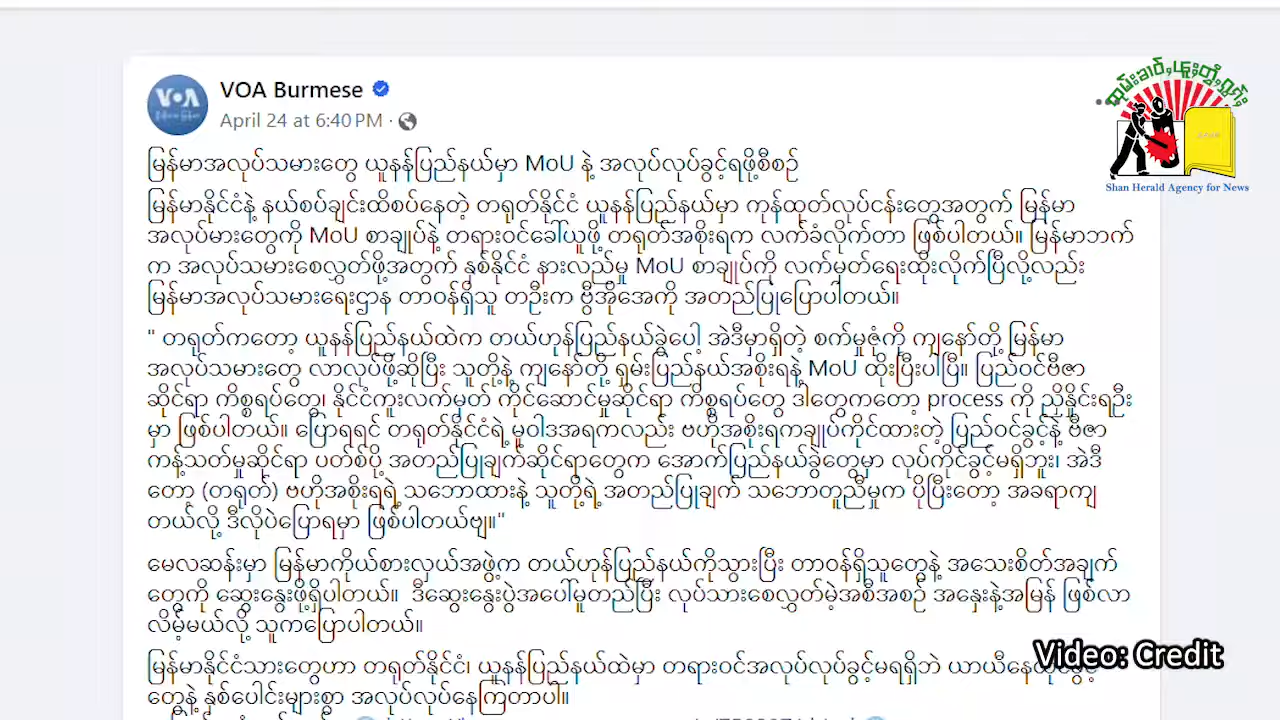 VOA Burmese
April 24 at 6:40 PM ·
မြန်မာအလုပ်သမားတွေ ယူနန်ပြည်နယ်မှာ MoU နဲ့ အလုပ်လုပ်ခွင့်ရဖို့စီစဉ်
မြန်မာနိုင်ငံနဲ့ နယ်စပ်ချင်းထိစပ်နေတဲ့ တရုတ်နိုင်ငံ ယူနန်ပြည်နယ်မှာ ကုန်ထုတ်လုပ်ငန်းတွေအတွက် မြန်မာ
အလုပ်မားတွေကို MoU စာချုပ်နဲ့ တရားဝင်ခေါ်ယူဖို့ တရုတ်အစိုးရက လက်ခံလိုက်တာ ဖြစ်ပါတယ်။ မြန်မာဘက်
က အလုပ်သမားစေလွှတ်ဖို့အတွက် နှစ်နိုင်ငံ နားလည်မှု MoU စာချုပ်ကို လက်မှတ်ရေးထိုးလိုက်ပြီလို့လည်း
မြန်မာအလုပ်သမားရေးဌာန တာဝန်ရှိသူ တဦးက ဗွီအိုအေကို အတည်ပြုပြောပါတယ်။
" တရုတ်ကတော့ ယူနန်ပြည်နယ်ထဲက တယ်ဟုန်ပြည်နယ်ခွဲပေါ့ အဲဒီမှာရှိတဲ့ စက်မှုဇုံကို ကျနော်တို့ မြန်မာ
အလုပ်သမားတွေ လာလုပ်ဖို့ဆိုပြီး သူတို့နဲ့ ကျနော်တို့ ရှမ်းပြည်နယ်အစိုးရနဲ့ MoU ထိုးပြီးပါပြီ။ ပြည်ဝင်ဗီဇာ
ဆိုင်ရာ ကိစ္စရပ်တွေ၊ နိုင်ငံကူးလက်မှတ် ကိုင်ဆောင်မှုဆိုင်ရာ ကိစ္စရပ်တွေ ဒါတွေကတော့ process ကို ညှိနှိုင်းရဦး
မှာ ဖြစ်ပါတယ်။ ပြောရရင် တရုတ်နိုင်ငံရဲ့ မူဝါဒအရကလည်း ဗဟိုအစိုးရကချုပ်ကိုင်ထားတဲ့ ပြည်ဝင်ခွင့်နဲ့ ဗီဇာ
ကန့်သတ်မှုဆိုင်ရာ ပတ်စ်ပို့ အတည်ပြုချက်ဆိုင်ရာတွေက အောက်ပြည်နယ်ခွဲတွေမှာ လုပ်ကိုင်ခွင့်မရှိဘူး၊ အဲဒီ
တော့ (တရုတ်) ဗဟိုအစိုးရရဲ့ သဘောထားနဲ့ သူတို့ရဲ့ အတည်ပြုချက် သဘောတူညီမှုက ပိုပြီးတော့ အခရာကျ
တယ်လို့ ဒီလိုပဲပြောရမှာ ဖြစ်ပါတယ်ဗျ။"
မေလဆန်းမှာ မြန်မာကိုယ်စားလှယ်အဖွဲ့က တယ်ဟုန်ပြည်နယ်ကိုသွားပြီး တာဝန်ရှိသူတွေနဲ့ အသေးစိတ်အချက်
တွေကို ဆွေးနွေးဖို့ရှိပါတယ်။ ဒီဆွေးနွေးပွဲအပေါ်မူတည်ပြီး လုပ်သားစေလွှတ်မဲ့အစီအစဉ် အနှေးနဲ့အမြန် ဖြစ်လာ
လိမ့်မယ်လို့ သူကပြောပါတယ်။
မြန်မာနိုင်ငံသားတွေဟာ တရုတ်နိုင်ငံ၊ ယူနန်ပြည်နယ်ထဲမှာ တရားဝင်အလုပ်လုပ်ခွင့်မရရှိဘဲ ယာယီနေ
တွေနဲ့ နှစ်ပေါင်းများစွာ အလုပ်လုပ်နေကြတာပါ။
Shan Herald Agency for News
Video: Credit